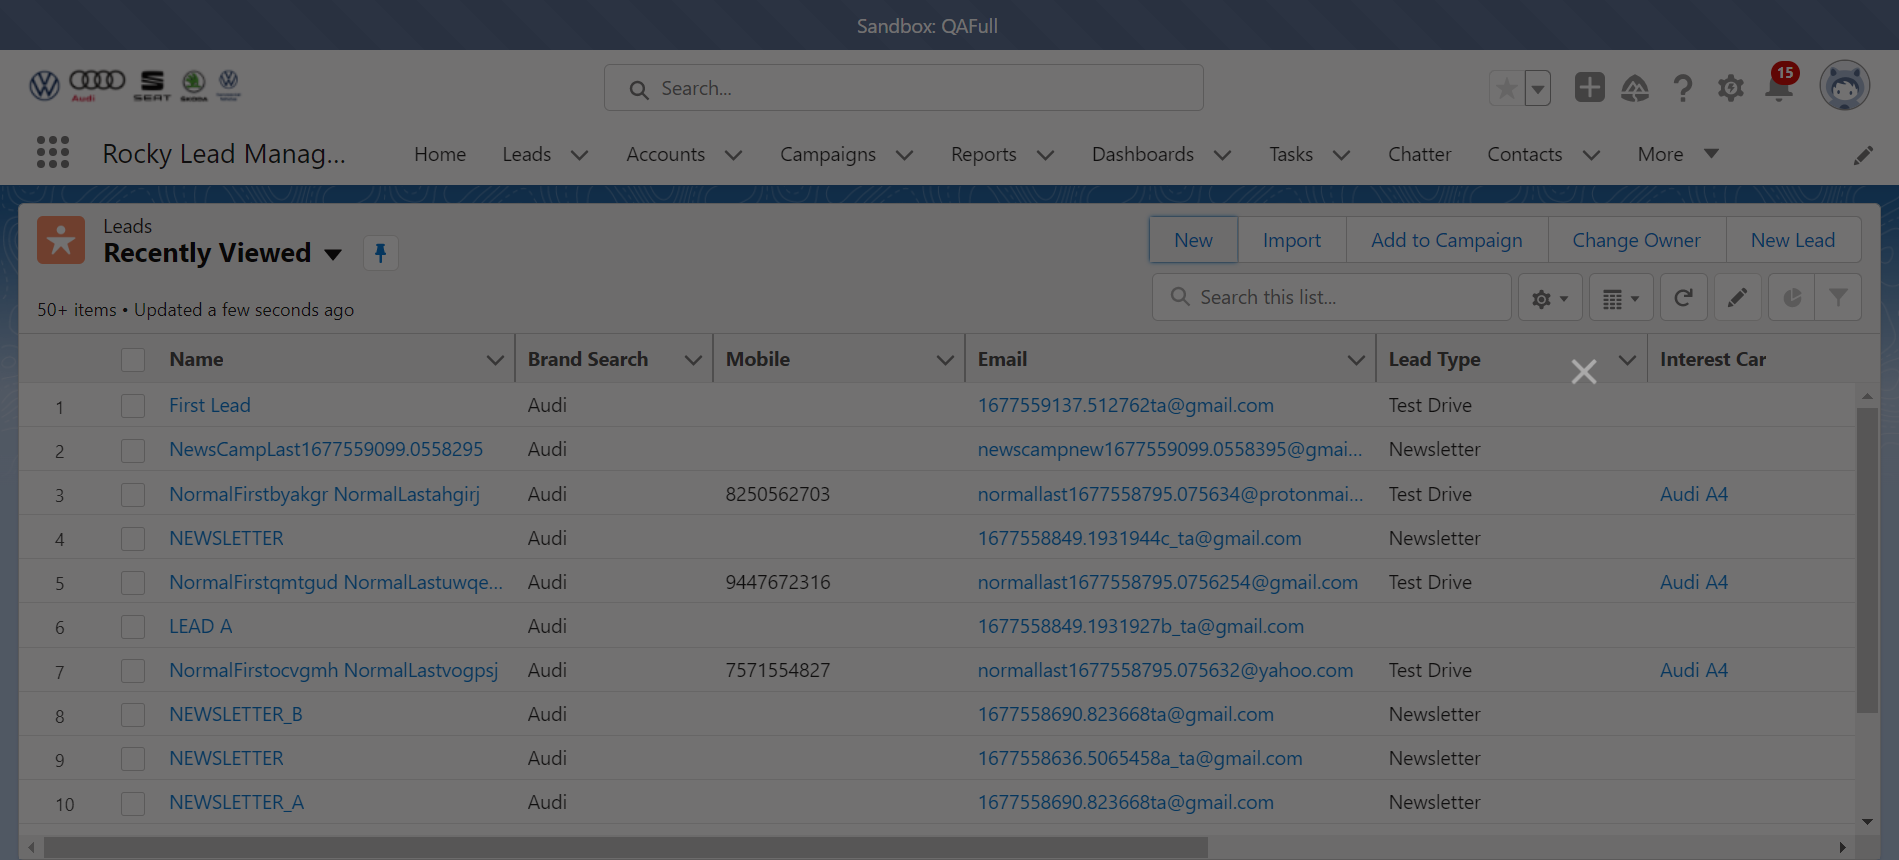 Sandbox: QAFull
Audi SEAT SKODA
Search...
15
Rocky Lead Manag... Home Leads Accounts Campaigns Reports Dashboards Tasks Chatter Contacts More
Leads
Recently Viewed
New Import Add to Campaign Change Owner New Lead
50+ items • Updated a few seconds ago
Search this list...
Name Brand Search Mobile Email Lead Type Interest Car
1 First Lead Audi 1677559137.512762ta@gmail.com Test Drive
2 NewsCampLast1677559099.0558295 Audi newscampnew1677559099.0558395@gmai... Newsletter
3 NormalFirstbyakgr NormalLastahgirj Audi 8250562703 normallast1677558795.075634@protonmai... Test Drive Audi A4
4 NEWSLETTER Audi 1677558849.1931944c_ta@gmail.com Newsletter
5 NormalFirstqmtgud NormalLastuwqe... Audi 9447672316 normallast1677558795.0756254@gmail.com Test Drive Audi A4
6 LEAD A Audi 1677558849.1931927b_ta@gmail.com
7 NormalFirstocvgmh NormalLastvogpsj Audi 7571554827 normallast1677558795.075632@yahoo.com Test Drive Audi A4
8 NEWSLETTER_B Audi 1677558690.823668ta@gmail.com Newsletter
9 NEWSLETTER Audi 1677558636.5065458a_ta@gmail.com Newsletter
10 NEWSLETTER_A Audi 1677558690.823668ta@gmail.com Newsletter